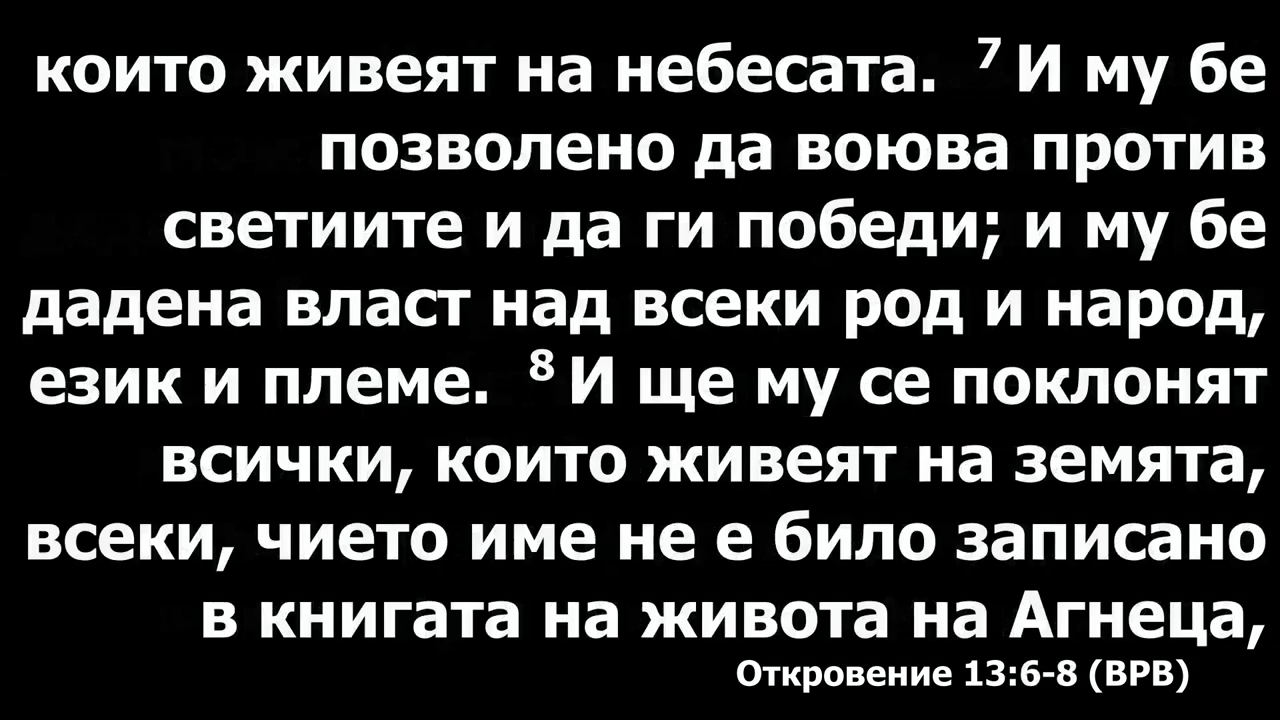 които живеят на небесата. 7 И му бе
позволено да воюва против
светиите и да ги победи; и му бе
дадена власт над всеки род и народ,
език и племе. 8 И ще му се поклонят
всички, които живеят на земята,
всеки, чието име не е било записано
в книгата на живота на Агнеца,
Откровение 13:6-8 (ВРВ)